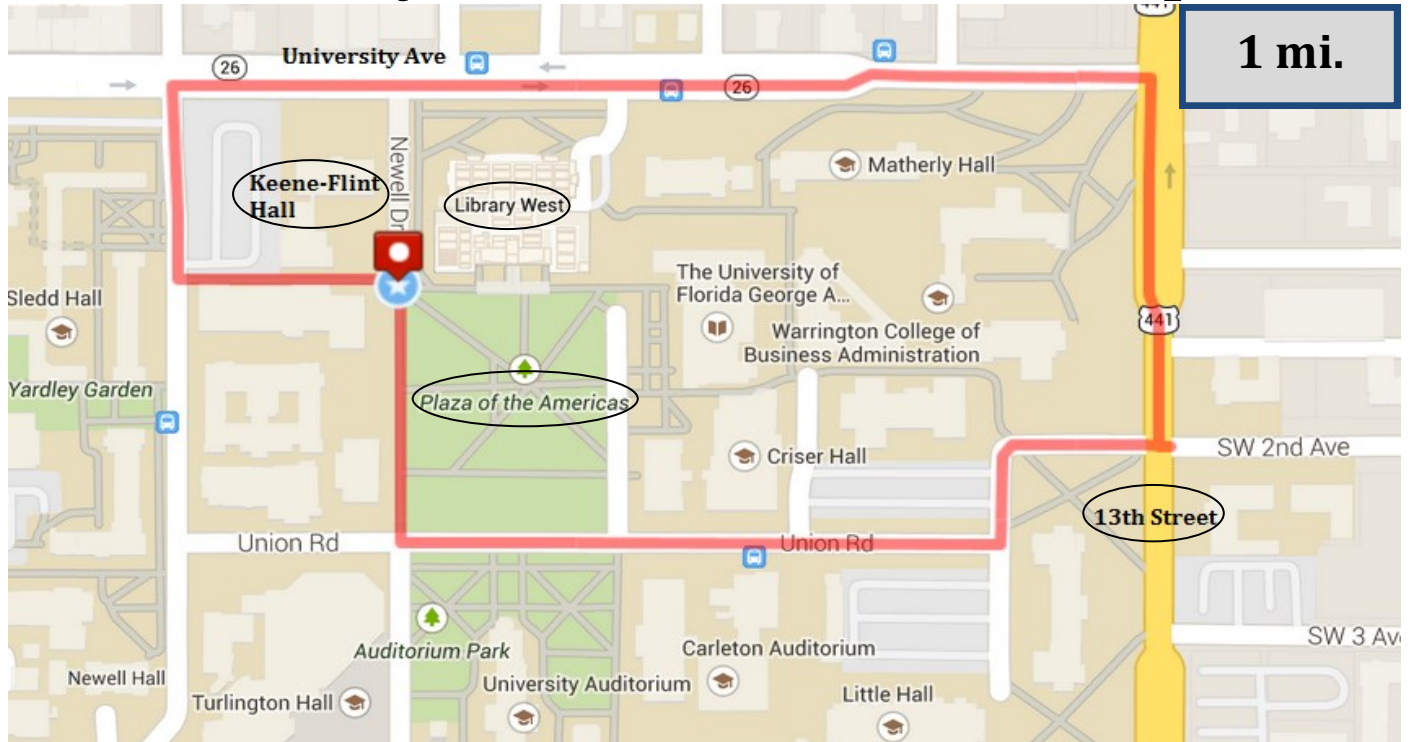 441
1 mi.
University Ave
26
26
Newell Dr
Matherly Hall
Keene-Flint
Hall
Library West
The University of
Florida George A...
Sledd Hall
441
Warrington College of
Business Administration
Yardley Garden
Plaza of the Americas
SW 2nd Ave
Criser Hall
13th Street
Union Rd
Union Rd
SW 3 Av
Auditorium Park
Carleton Auditorium
Newell Hall
University Auditorium
Little Hall
Turlington Hall